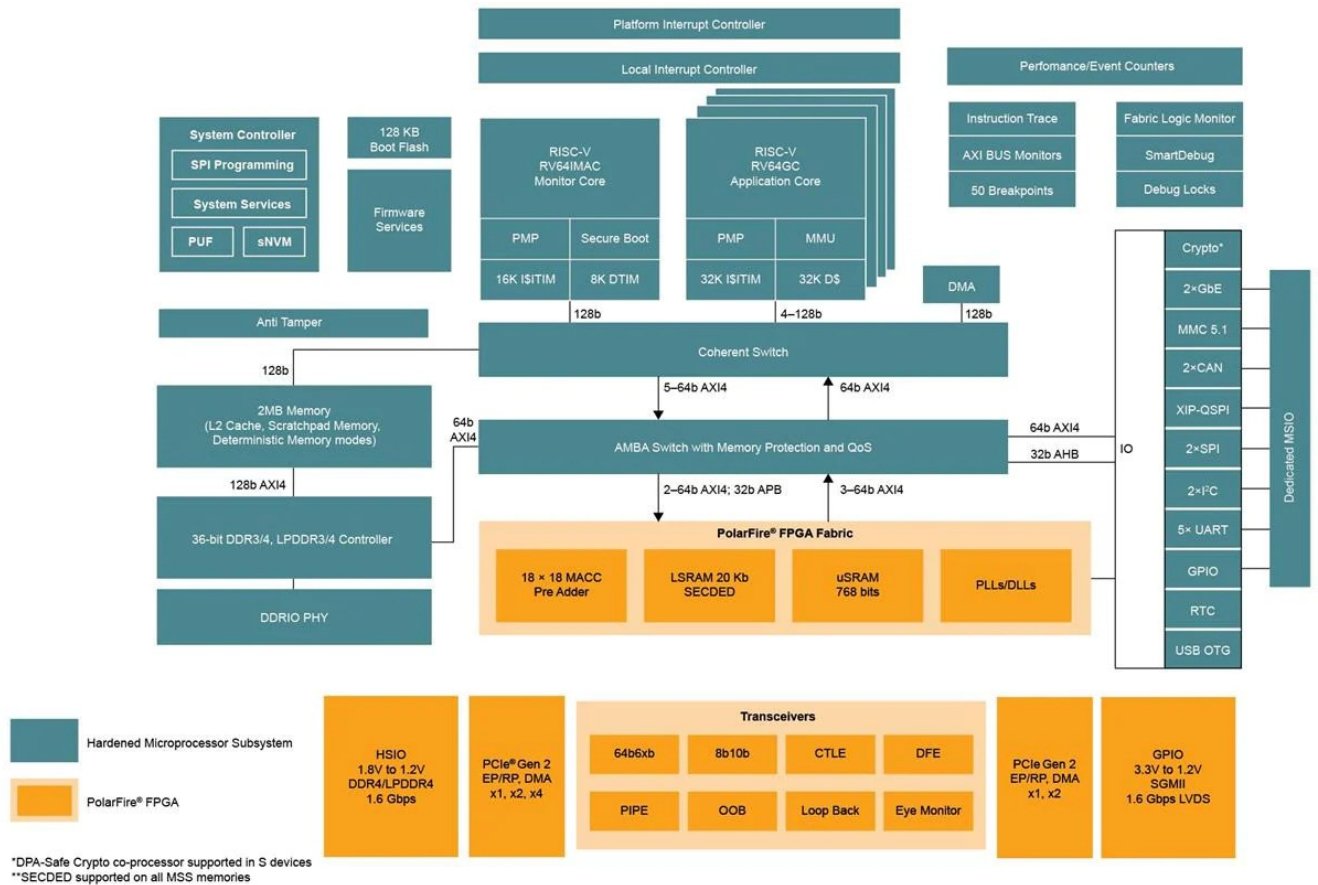 Platform Interrupt Controller
Local Interrupt Controller
Perfomance/Event Counters
System Controller
SPI Programming
System Services
PUF
sNVM
128 KB
Boot Flash
Firmware
Services
RISC-V
RV64IMAC
Monitor Core
PMP
Secure Boot
16K I$ITIM
8K DTIM
RISC-V
RV64GC
Application Core
PMP
MMU
32K I$ITIM
32K D$
Instruction Trace
AXI BUS Monitors
50 Breakpoints
Fabric Logic Monitor
SmartDebug
Debug Locks
DMA
128b
4–128b
128b
Anti Tamper
Coherent Switch
128b
5–64b AXI4
64b AXI4
2MB Memory
(L2 Cache, Scratchpad Memory,
Deterministic Memory modes)
64b
AXI4
AMBA Switch with Memory Protection and QoS
64b AXI4
32b AHB
128b AXI4
2–64b AXI4; 32b APB
3–64b AXI4
36-bit DDR3/4, LPDDR3/4 Controller
DDRIO PHY
PolarFire® FPGA Fabric
18 × 18 MACC
Pre Adder
LSRAM 20 Kb
SECDED
uSRAM
768 bits
PLLs/DLLs
IO
Crypto*
2×GbE
MMC 5.1
2×CAN
XIP-QSPI
2×SPI
2×I²C
5× UART
GPIO
RTC
USB OTG
Dedicated MSIO
Hardened Microprocessor Subsystem
PolarFire® FPGA
HSIO
1.8V to 1.2V
DDR4/LPDDR4
1.6 Gbps
PCIe® Gen 2
EP/RP, DMA
x1, x2, x4
Transceivers
64b6xb
8b10b
CTLE
DFE
PIPE
OOB
Loop Back
Eye Monitor
PCIe Gen 2
EP/RP, DMA
x1, x2
GPIO
3.3V to 1.2V
SGMII
1.6 Gbps LVDS
*DPA-Safe Crypto co-processor supported in S devices
**SECDED supported on all MSS memories